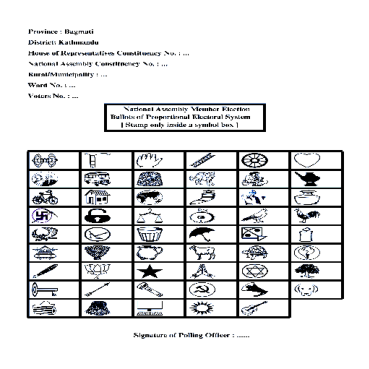 Province : Bagmati
District: Kathmandu
House of Representatives Constituency No. : ...
National Assembly Constituency No. : ...
Rural/Municipality : ...
Word No. : ...
Voters No. : ...
National Assembly Member Election
Ballots of Proportional Electoral System
[ Stamp only inside a symbol box ]
Signature of Polling Officer : ......